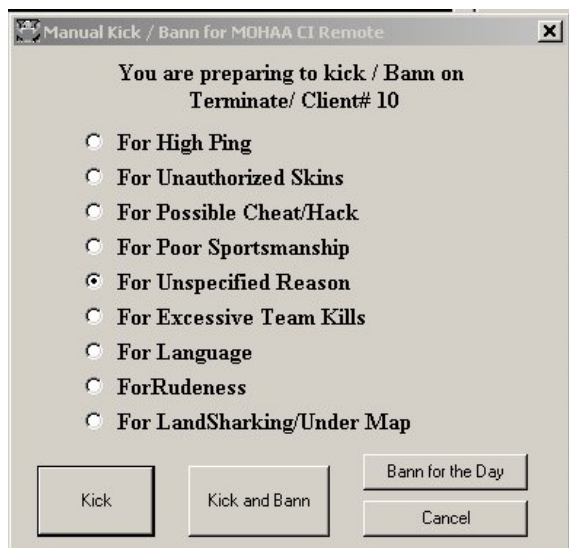 Manual Kick / Bann for MOHAA CI Remote
You are preparing to kick / Bann on
Terminate/ Client# 10
For High Ping
For Unauthorized Skins
For Possible Cheat/Hack
For Poor Sportsmanship
For Unspecified Reason
For Excessive Team Kills
For Language
ForRudeness
For LandSharking/Under Map
Kick
Kick and Bann
Bann for the Day
Cancel